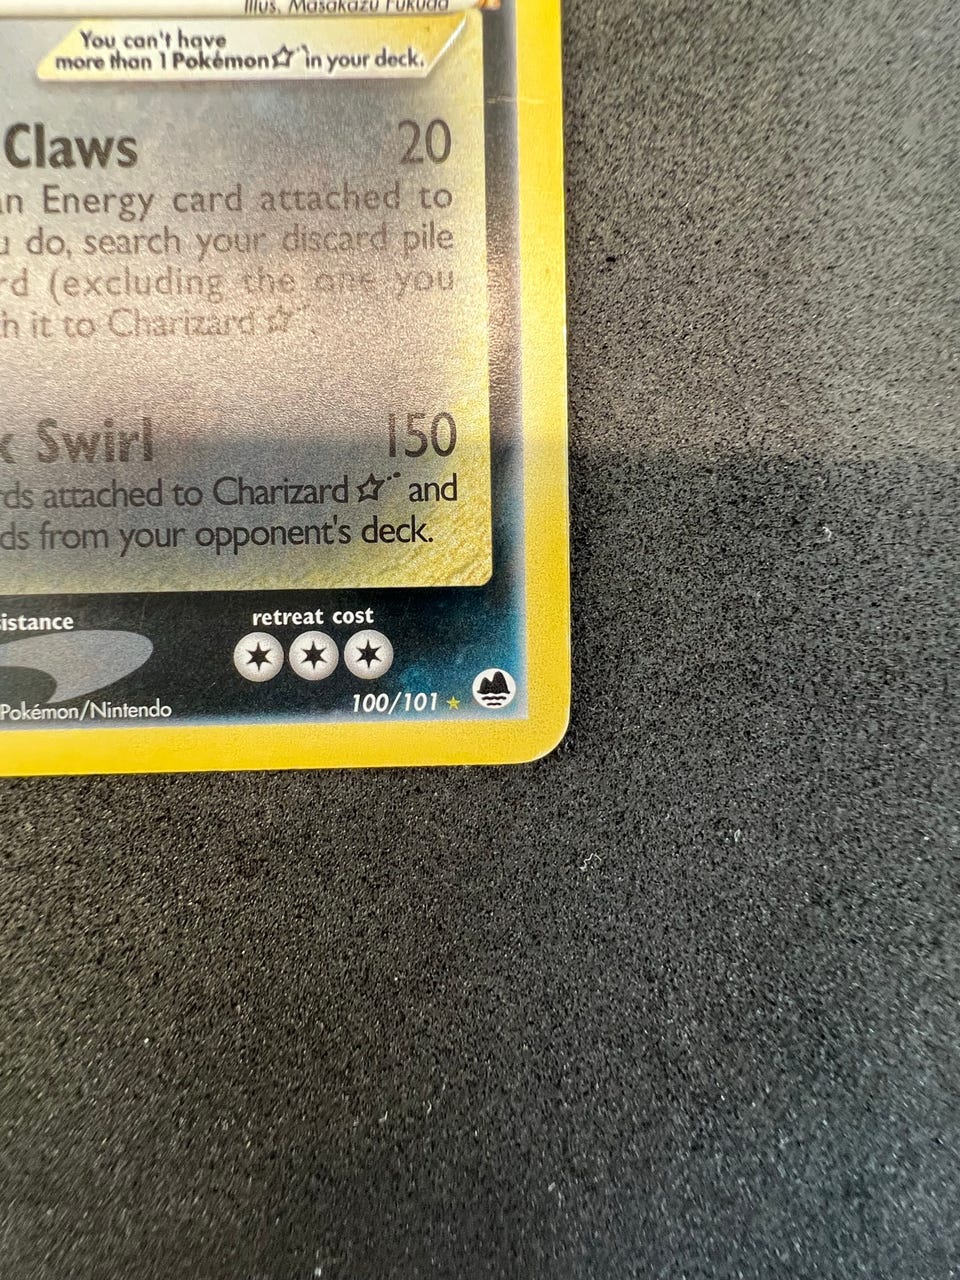 Illus. Masakazu Fukuda
You can't have
more than 1 Pokémon☆ in your deck.
Claws 20
an Energy card attached to
u do, search your discard pile
rd (excluding the one you
h it to Charizard ☆.
x Swirl 150
ds attached to Charizard ☆ and
ds from your opponent's deck.
sistance retreat cost
100/101 ★
Pokémon/Nintendo